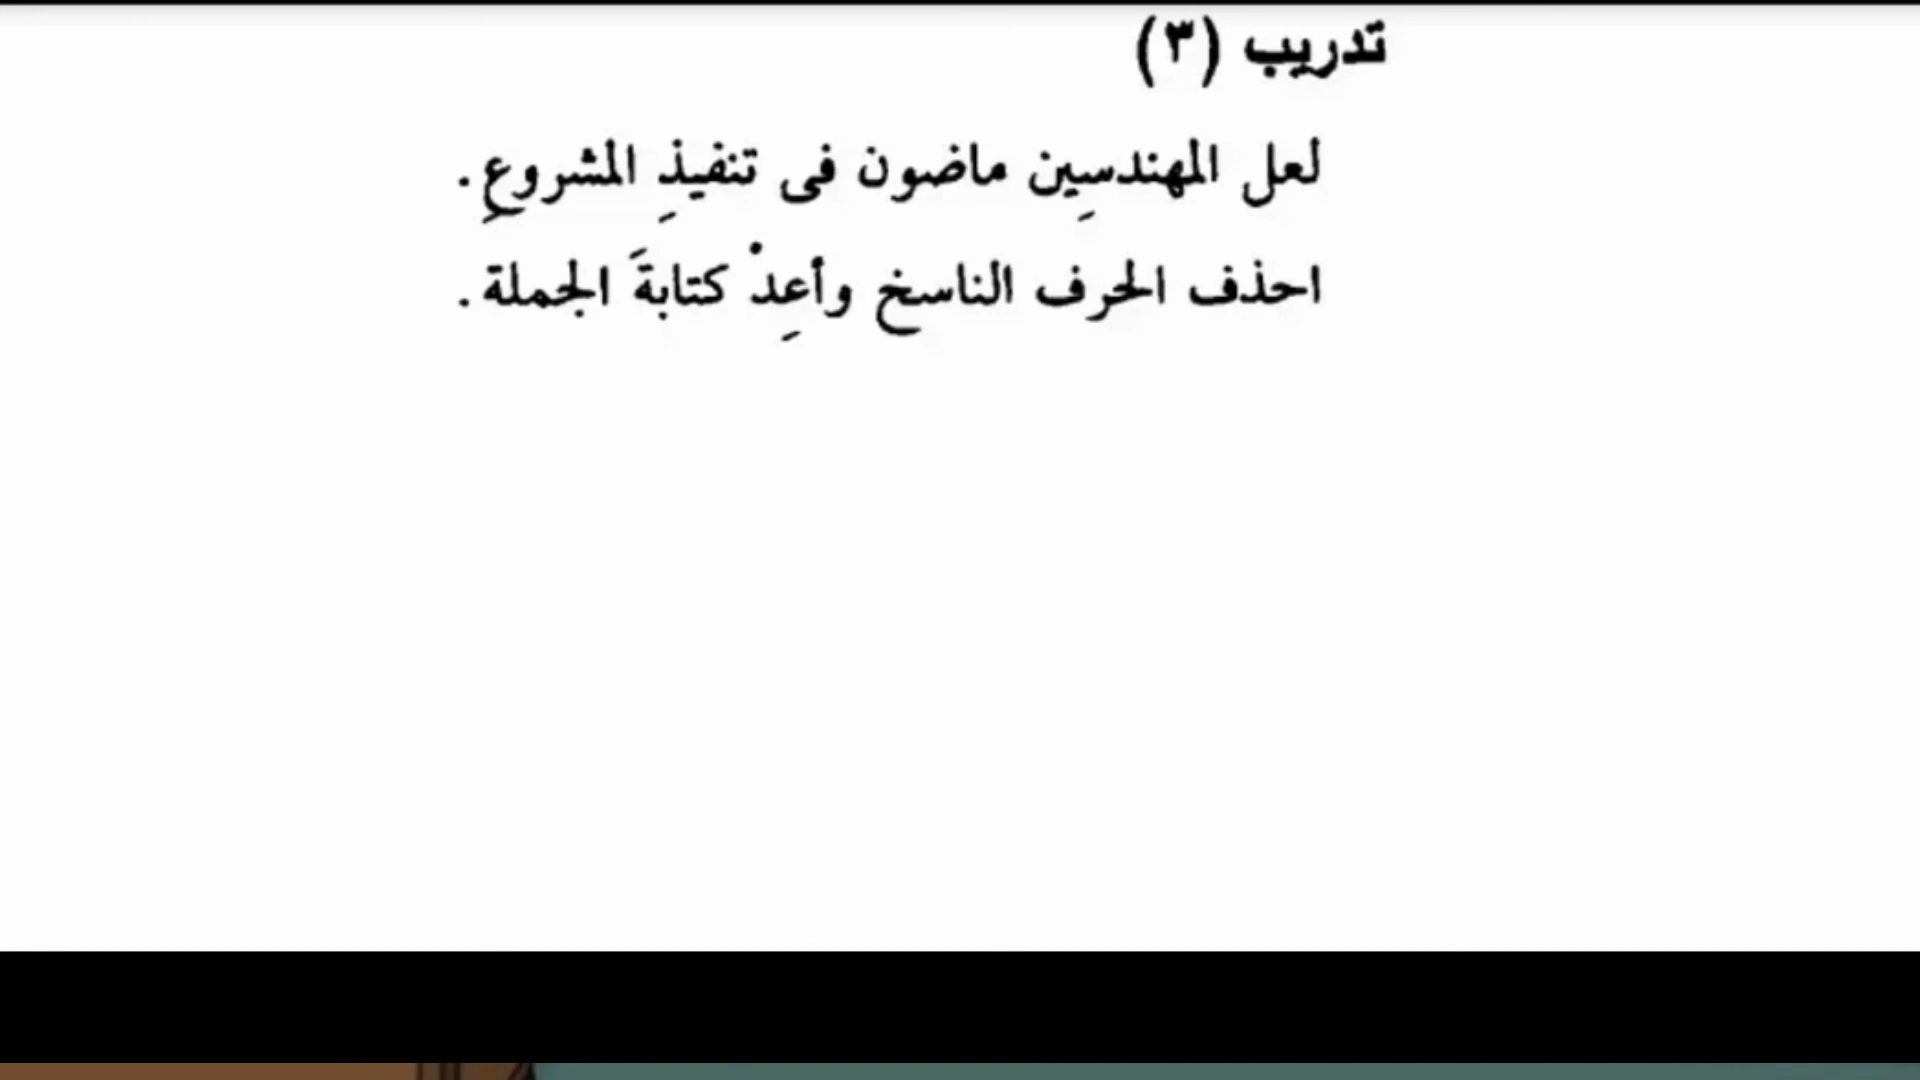 تدريب (٣)
لعل المهندسِين ماضون فى تنفيذِ المشروعِ .
احذف الحرف الناسخ وأعِدْ كتابةَ الجملة .